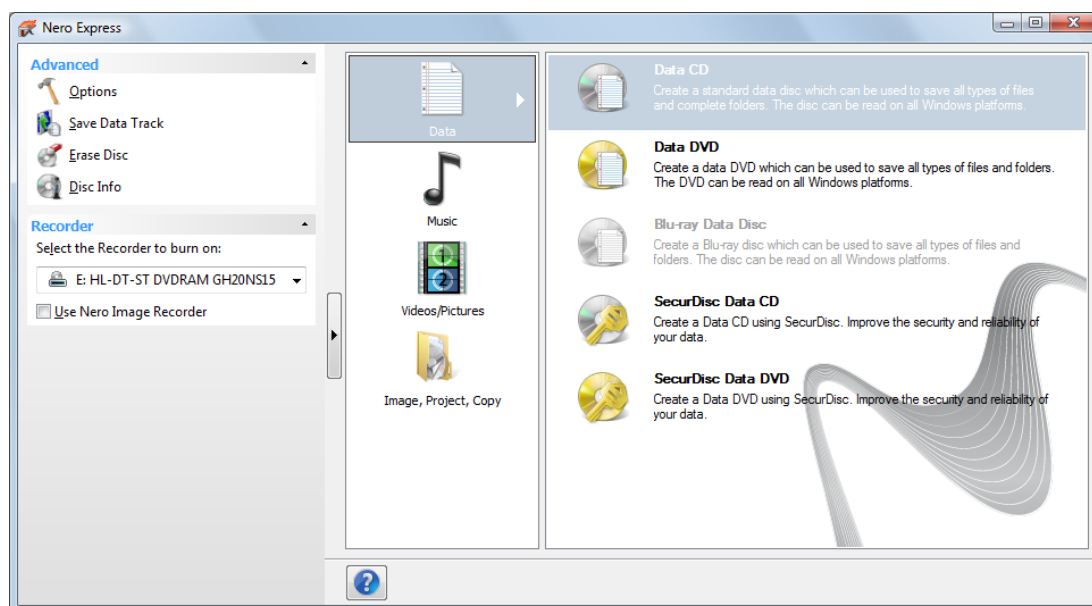 Nero Express
Advanced
Options
Save Data Track
Erase Disc
Disc Info
Recorder
Select the Recorder to burn on:
E: HL-DT-ST DVDRAM GH20NS15
Use Nero Image Recorder
Data
Music
1
2
Videos/Pictures
Image, Project, Copy
Data CD
Create a standard data disc which can be used to save all types of files
and complete folders. The disc can be read on all Windows platforms.
Data DVD
Create a data DVD which can be used to save all types of files and folders.
The DVD can be read on all Windows platforms.
Blu-ray Data Disc
Create a Blu-ray disc which can be used to save all types of files and
folders. The disc can be read on all Windows platforms.
SecurDisc Data CD
Create a Data CD using SecurDisc. Improve the security and reliability of
your data.
SecurDisc Data DVD
Create a Data DVD using SecurDisc. Improve the security and reliability of
your data.
?